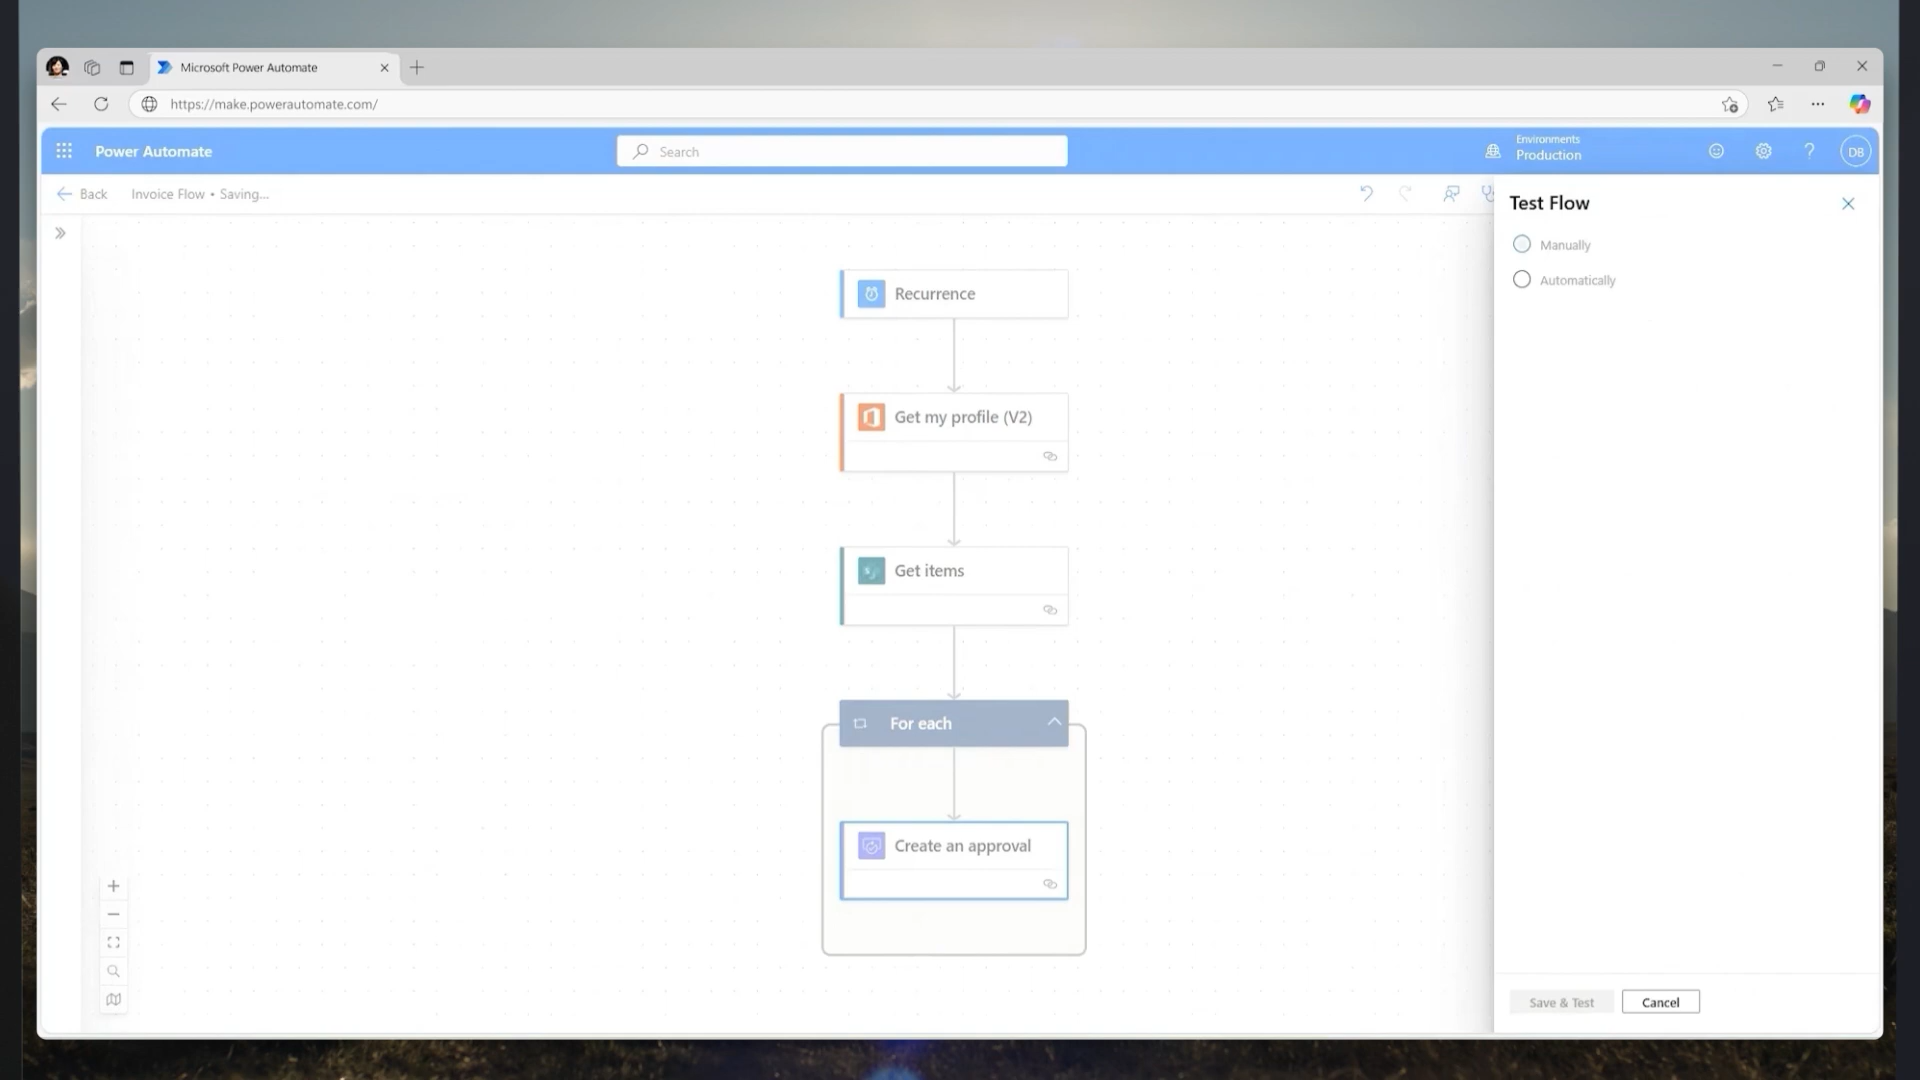 Microsoft Power Automate
https://make.powerautomate.com/
Power Automate
Search
Environments
Production
DB
Back
Invoice Flow • Saving...
Test Flow
Manually
Automatically
Recurrence
Get my profile (V2)
Get items
For each
Create an approval
Save & Test
Cancel